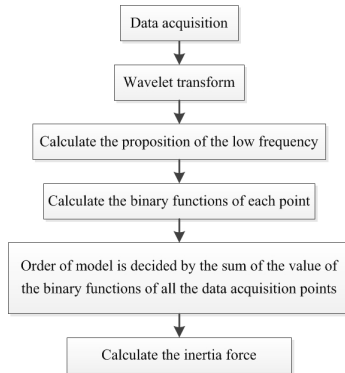 Data acquisition
Wavelet transform
Calculate the proposition of the low frequency
Calculate the binary functions of each point
Order of model is decided by the sum of the value of
the binary functions of all the data acquisition points
Calculate the inertia force